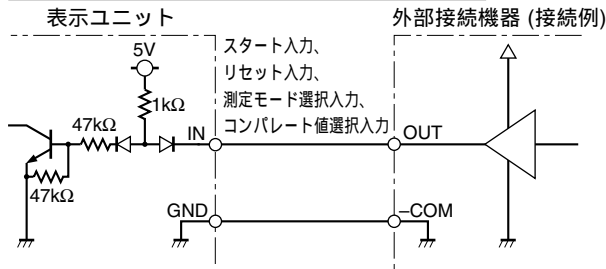 表示ユニット
外部接続機器 (接続例)
5V
スタート入力、
リセット入力、
測定モード選択入力、
コンパレート値選択入力
1kΩ
47kΩ
IN
OUT
47kΩ
GND
–COM